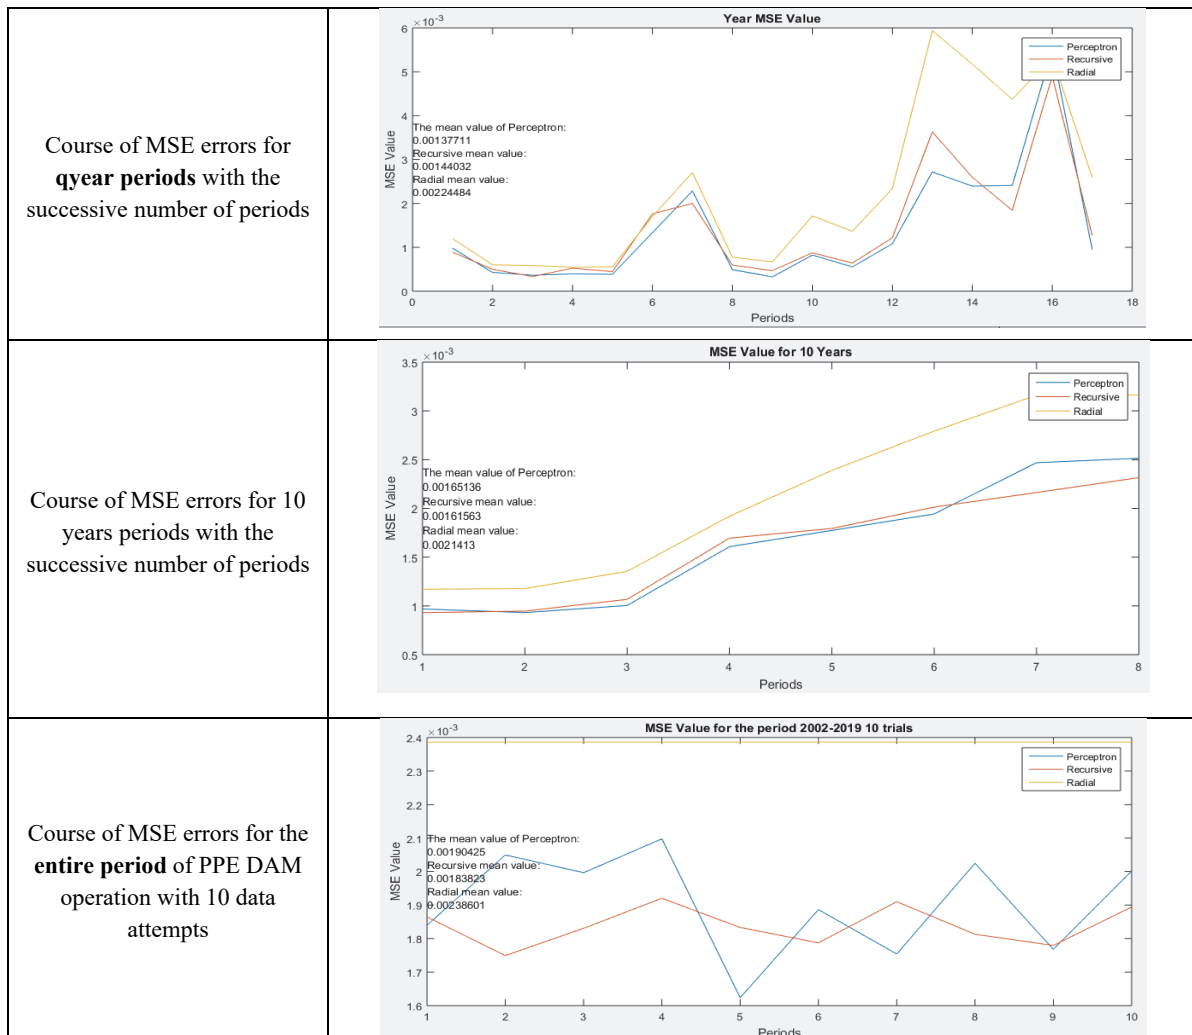 Course of MSE errors for
qyear periods with the
successive number of periods
Year MSE Value
×10⁻³
6
5
4
3
2
1
0
MSE Value
The mean value of Perceptron:
0.00137711
Recursive mean value:
0.00144032
Radial mean value:
0.00224484
Perceptron
Recursive
Radial
0 2 4 6 8 10 12 14 16 18
Periods
Course of MSE errors for 10
years periods with the
successive number of periods
MSE Value for 10 Years
×10⁻³
3.5
3
2.5
2
1.5
1
0.5
MSE Value
The mean value of Perceptron:
0.00165136
Recursive mean value:
0.00161563
Radial mean value:
0.0021413
Perceptron
Recursive
Radial
1 2 3 4 5 6 7 8
Periods
Course of MSE errors for the
entire period of PPE DAM
operation with 10 data
attempts
MSE Value for the period 2002-2019 10 trials
×10⁻³
2.4
2.3
2.2
2.1
2
1.9
1.8
1.7
1.6
MSE Value
The mean value of Perceptron:
0.00190425
Recursive mean value:
0.00183823
Radial mean value:
0.00238601
Perceptron
Recursive
Radial
1 2 3 4 5 6 7 8 9 10
Periods